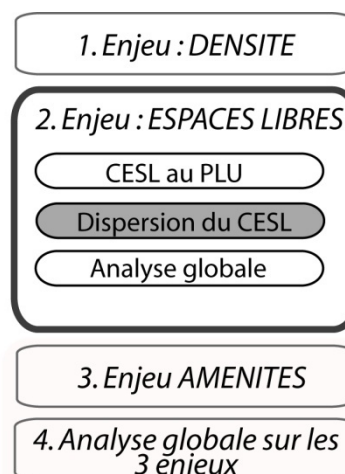 1. Enjeu : DENSITE
2. Enjeu : ESPACES LIBRES
CESL au PLU
Dispersion du CESL
Analyse globale
3. Enjeu AMENITES
4. Analyse globale sur les
3 enjeux